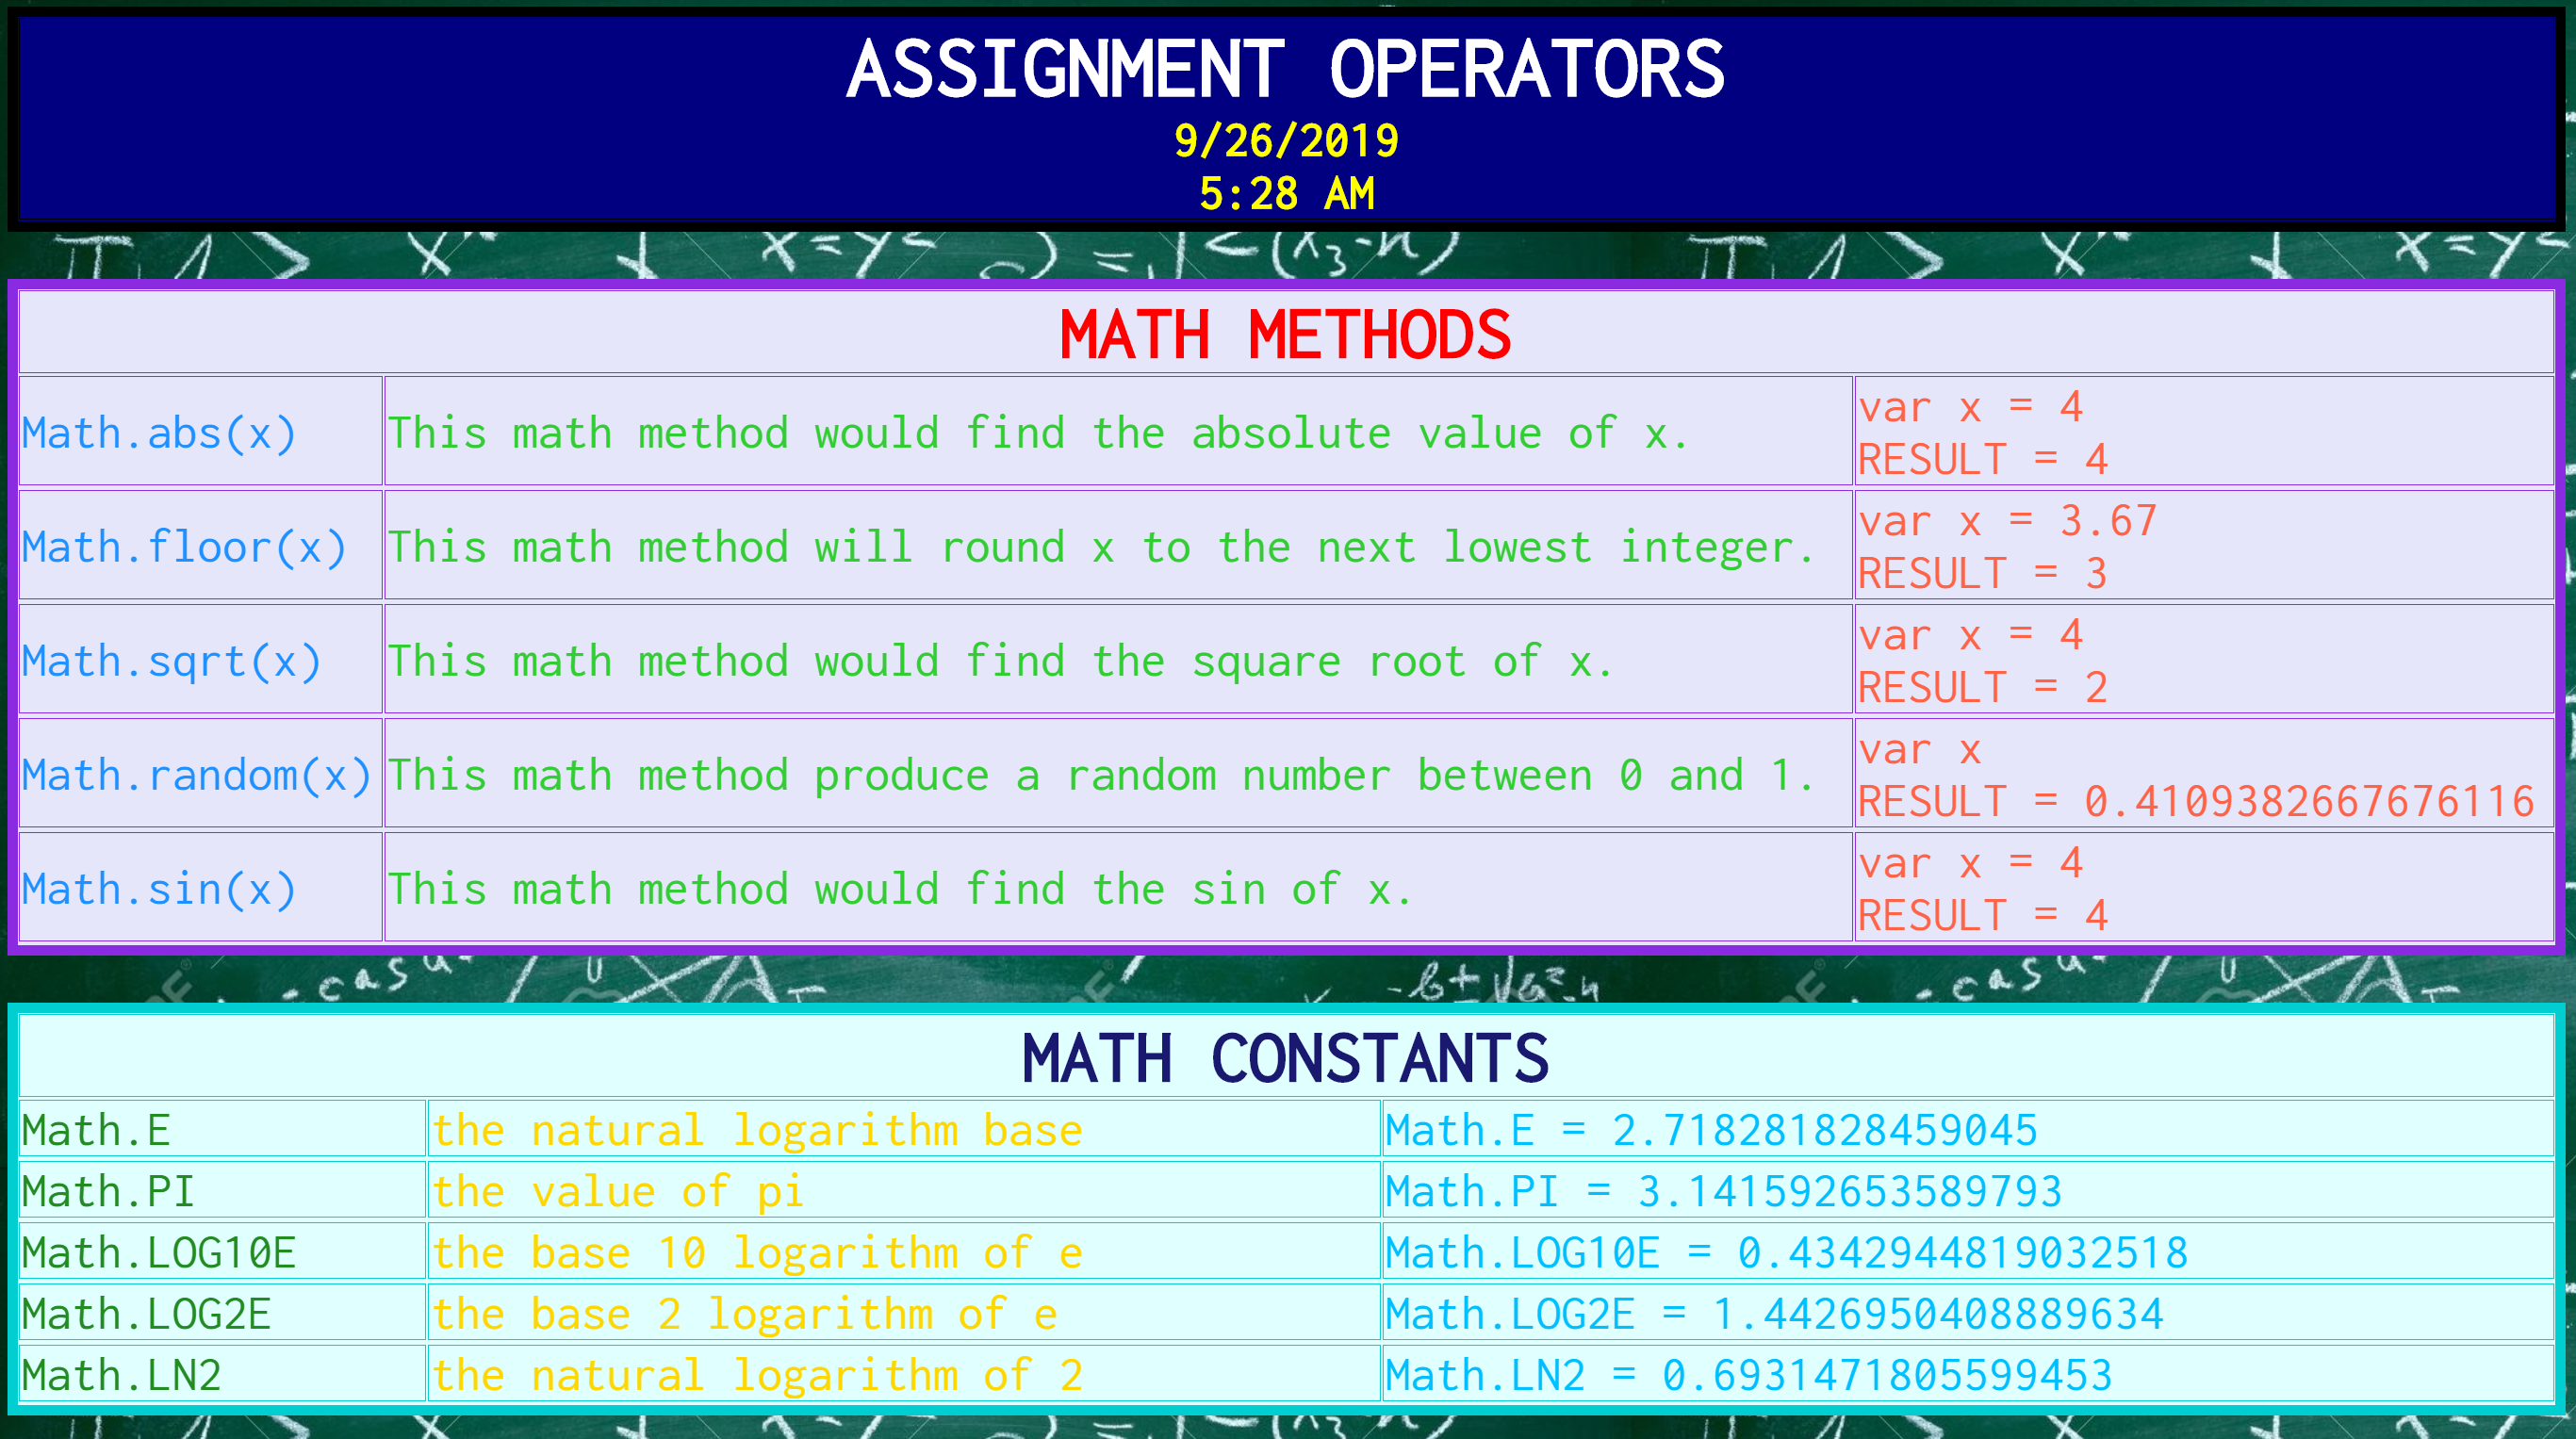 ASSIGNMENT OPERATORS
9/26/2019
5:28 AM
MATH METHODS
Math.abs(x)
This math method would find the absolute value of x.
var x = 4
RESULT = 4
Math.floor(x)
This math method will round x to the next lowest integer.
var x = 3.67
RESULT = 3
Math.sqrt(x)
This math method would find the square root of x.
var x = 4
RESULT = 2
Math.random(x)
This math method produce a random number between 0 and 1.
var x
RESULT = 0.4109382667676116
Math.sin(x)
This math method would find the sin of x.
var x = 4
RESULT = 4
MATH CONSTANTS
Math.E
the natural logarithm base
Math.E = 2.718281828459045
Math.PI
the value of pi
Math.PI = 3.141592653589793
Math.LOG10E
the base 10 logarithm of e
Math.LOG10E = 0.4342944819032518
Math.LOG2E
the base 2 logarithm of e
Math.LOG2E = 1.4426950408889634
Math.LN2
the natural logarithm of 2
Math.LN2 = 0.6931471805599453